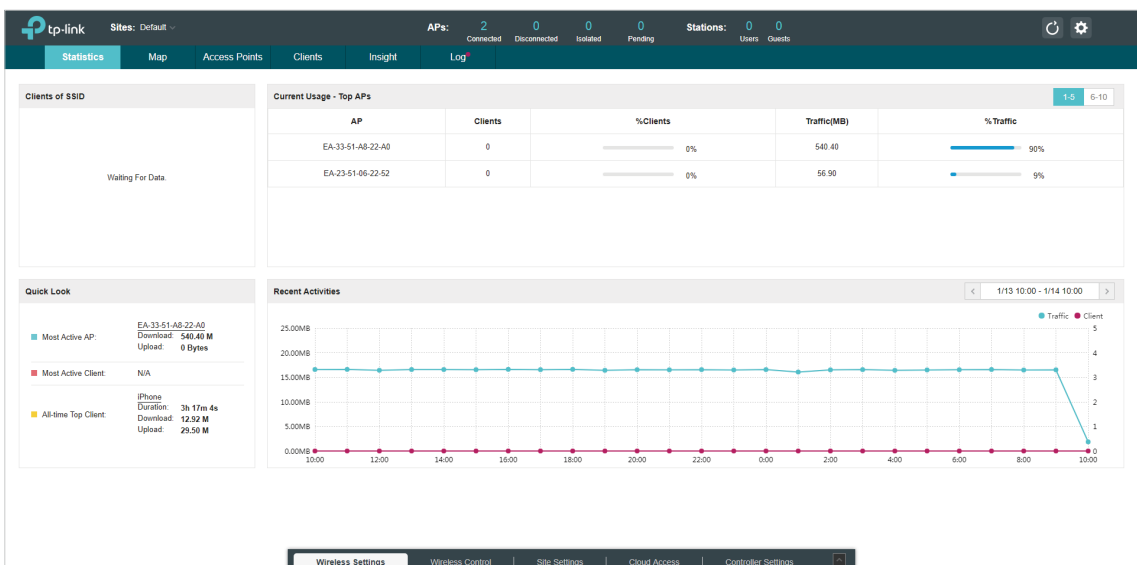 tp-link Sites: Default APs: 2 0 0 0 Stations: 0 0
Connected Disconnected Isolated Pending Users Guests
Statistics Map Access Points Clients Insight Log
Clients of SSID
Waiting For Data.
Current Usage - Top APs 1-5 6-10
AP Clients %Clients Traffic(MB) %Traffic
EA-33-51-A8-22-A0 0 0% 540.40 90%
EA-23-51-06-22-52 0 0% 56.90 9%
Quick Look
Most Active AP: EA-33-51-A8-22-A0
Download: 540.40 M
Upload: 0 Bytes
Most Active Client: N/A
All-time Top Client: iPhone
Duration: 3h 17m 4s
Download: 12.92 M
Upload: 29.50 M
Recent Activities < 1/13 10:00 - 1/14 10:00 >
Traffic Client
25.00MB 5
20.00MB 4
15.00MB 3
10.00MB 2
5.00MB 1
0.00MB 0
10:00 12:00 14:00 16:00 18:00 20:00 22:00 0:00 2:00 4:00 6:00 8:00 10:00
Wireless Settings Wireless Control Site Settings Cloud Access Controller Settings